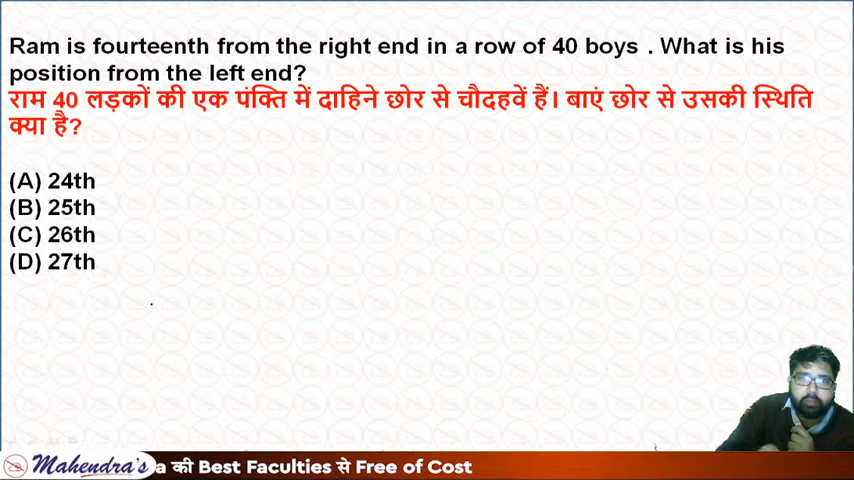 Ram is fourteenth from the right end in a row of 40 boys . What is his
position from the left end?
राम 40 लड़कों की एक पंक्ति में दाहिने छोर से चौदहवें हैं। बाएं छोर से उसकी स्थिति
क्या है?
(A) 24th
(B) 25th
(C) 26th
(D) 27th
Mahendra's की Best Faculties से Free of Cost